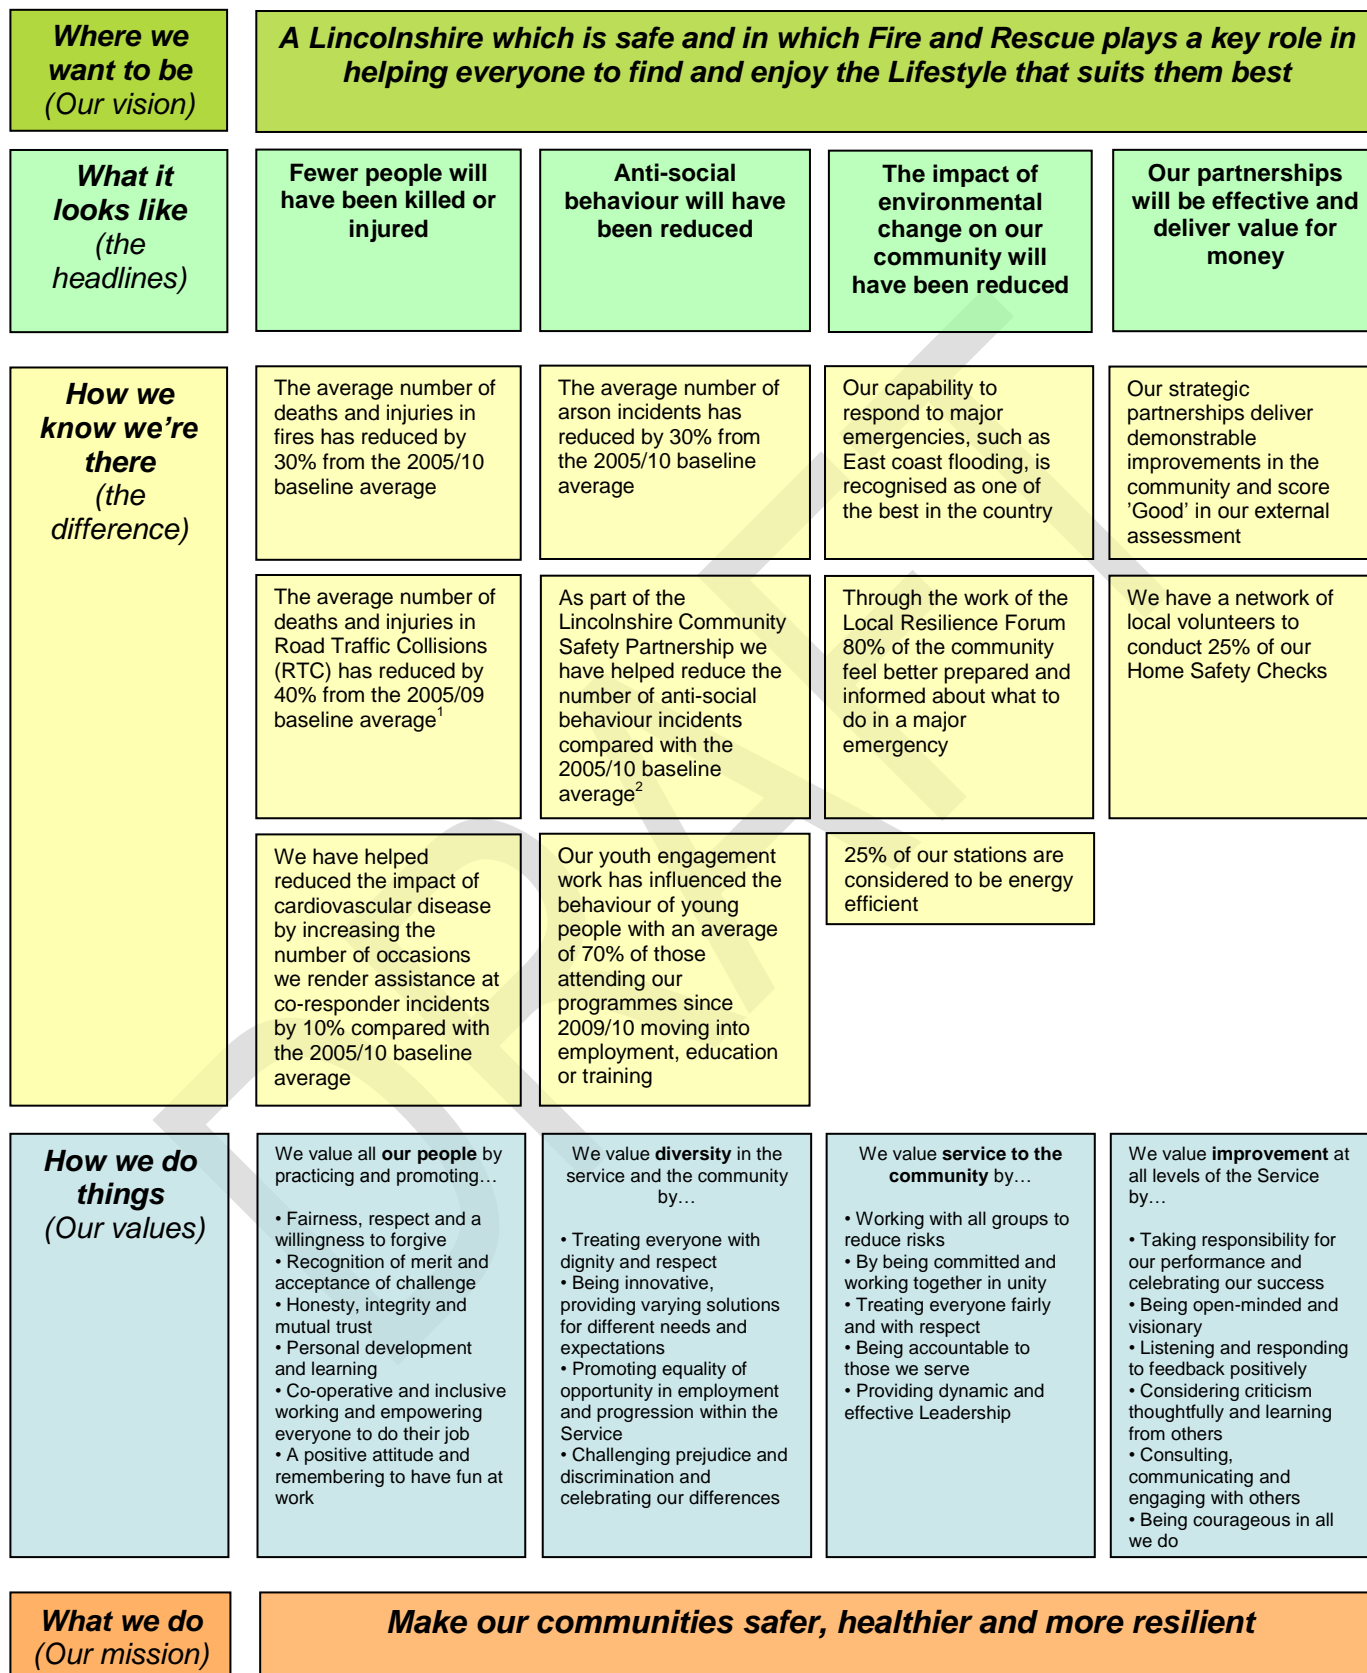 Where we
want to be
(Our vision)
A Lincolnshire which is safe and in which Fire and Rescue plays a key role in
helping everyone to find and enjoy the Lifestyle that suits them best
What it
looks like
(the
headlines)
Fewer people will
have been killed or
injured
Anti-social
behaviour will have
been reduced
The impact of
environmental
change on our
community will
have been reduced
Our partnerships
will be effective and
deliver value for
money
How we
know we're
there
(the
difference)
The average number of
deaths and injuries in
fires has reduced by
30% from the 2005/10
baseline average
The average number of
arson incidents has
reduced by 30% from
the 2005/10 baseline
average
Our capability to
respond to major
emergencies, such as
East coast flooding, is
recognised as one of
the best in the country
Our strategic
partnerships deliver
demonstrable
improvements in the
community and score
'Good' in our external
assessment
The average number of
deaths and injuries in
Road Traffic Collisions
(RTC) has reduced by
40% from the 2005/09
baseline average¹
As part of the
Lincolnshire Community
Safety Partnership we
have helped reduce the
number of anti-social
behaviour incidents
compared with the
2005/10 baseline
average²
Through the work of the
Local Resilience Forum
80% of the community
feel better prepared and
informed about what to
do in a major
emergency
We have a network of
local volunteers to
conduct 25% of our
Home Safety Checks
We have helped
reduced the impact of
cardiovascular disease
by increasing the
number of occasions
we render assistance at
co-responder incidents
by 10% compared with
the 2005/10 baseline
average
Our youth engagement
work has influenced the
behaviour of young
people with an average
of 70% of those
attending our
programmes since
2009/10 moving into
employment, education
or training
25% of our stations are
considered to be energy
efficient
How we do
things
(Our values)
We value all our people by
practicing and promoting…
• Fairness, respect and a
willingness to forgive
• Recognition of merit and
acceptance of challenge
• Honesty, integrity and
mutual trust
• Personal development
and learning
• Co-operative and inclusive
working and empowering
everyone to do their job
• A positive attitude and
remembering to have fun at
work
We value diversity in the
service and the community
by…
• Treating everyone with
dignity and respect
• Being innovative,
providing varying solutions
for different needs and
expectations
• Promoting equality of
opportunity in employment
and progression within the
Service
• Challenging prejudice and
discrimination and
celebrating our differences
We value service to the
community by…
• Working with all groups to
reduce risks
• By being committed and
working together in unity
• Treating everyone fairly
and with respect
• Being accountable to
those we serve
• Providing dynamic and
effective Leadership
We value improvement at
all levels of the Service
by…
• Taking responsibility for
our performance and
celebrating our success
• Being open-minded and
visionary
• Listening and responding
to feedback positively
• Considering criticism
thoughtfully and learning
from others
• Consulting,
communicating and
engaging with others
• Being courageous in all
we do
What we do
(Our mission)
Make our communities safer, healthier and more resilient
DRAFT